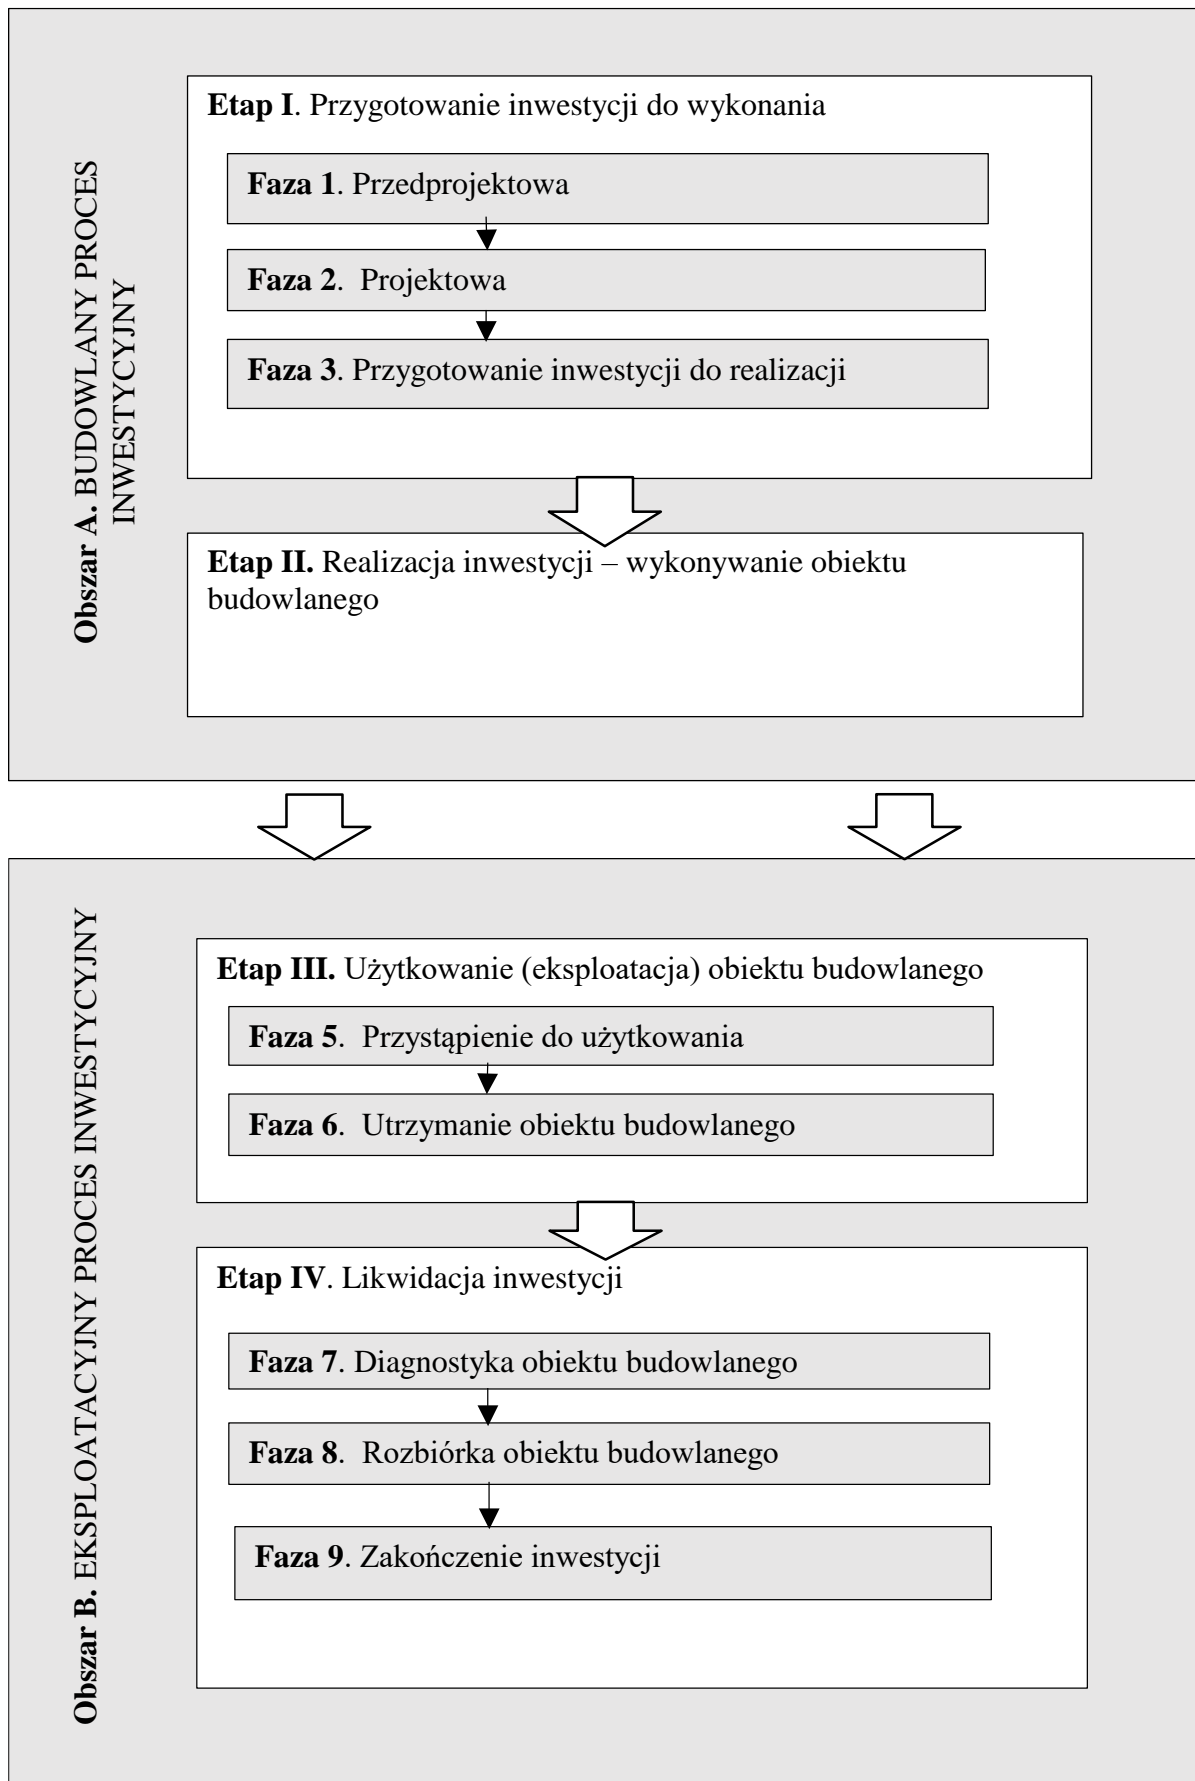 Obszar A. BUDOWLANY PROCES
INWESTYCYJNY
Etap I. Przygotowanie inwestycji do wykonania
Faza 1. Przedprojektowa
Faza 2.  Projektowa
Faza 3. Przygotowanie inwestycji do realizacji
Etap II. Realizacja inwestycji – wykonywanie obiektu
budowlanego
Obszar B. EKSPLOATACYJNY PROCES INWESTYCYJNY
Etap III. Użytkowanie (eksploatacja) obiektu budowlanego
Faza 5.  Przystąpienie do użytkowania
Faza 6.  Utrzymanie obiektu budowlanego
Etap IV. Likwidacja inwestycji
Faza 7. Diagnostyka obiektu budowlanego
Faza 8.  Rozbiórka obiektu budowlanego
Faza 9. Zakończenie inwestycji